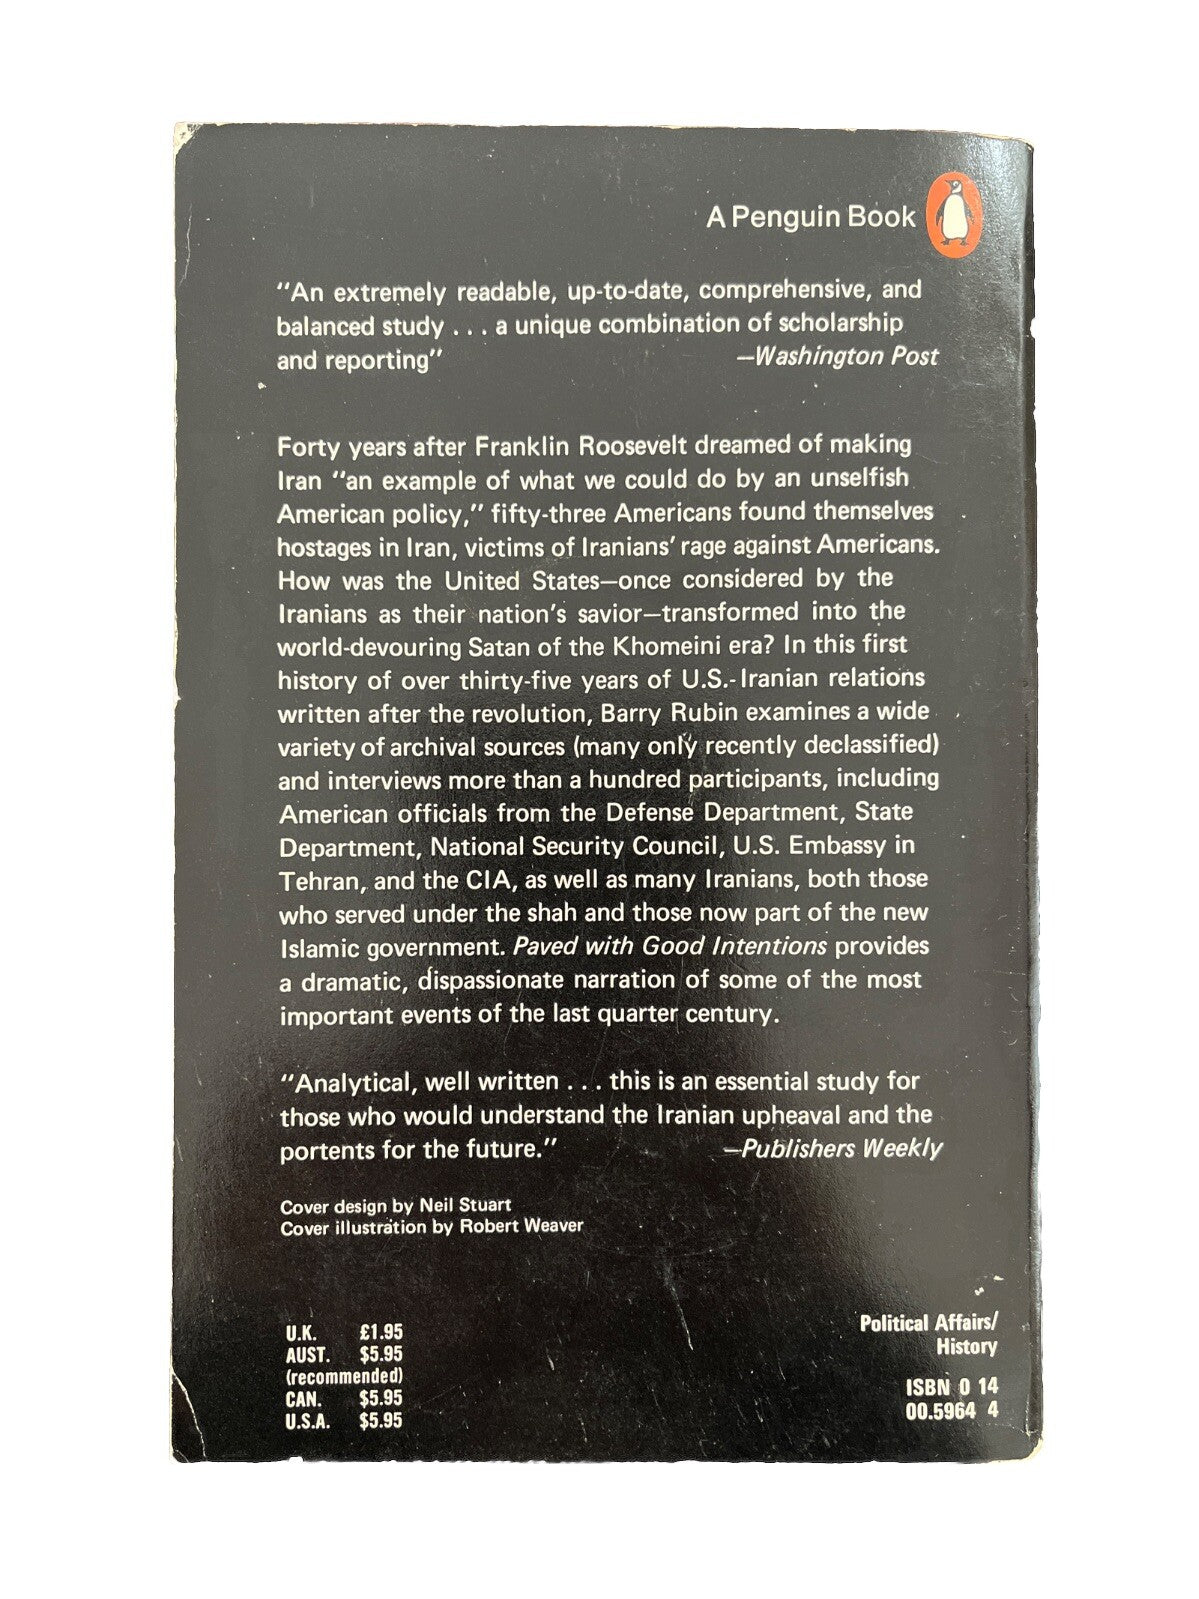 A Penguin Book
"An extremely readable, up-to-date, comprehensive, and
balanced study . . . a unique combination of scholarship
and reporting" —Washington Post
Forty years after Franklin Roosevelt dreamed of making
Iran "an example of what we could do by an unselfish
American policy," fifty-three Americans found themselves
hostages in Iran, victims of Iranians' rage against Americans.
How was the United States—once considered by the
Iranians as their nation's savior—transformed into the
world-devouring Satan of the Khomeini era? In this first
history of over thirty-five years of U.S.-Iranian relations
written after the revolution, Barry Rubin examines a wide
variety of archival sources (many only recently declassified)
and interviews more than a hundred participants, including
American officials from the Defense Department, State
Department, National Security Council, U.S. Embassy in
Tehran, and the CIA, as well as many Iranians, both those
who served under the shah and those now part of the new
Islamic government. Paved with Good Intentions provides
a dramatic, dispassionate narration of some of the most
important events of the last quarter century.
"Analytical, well written . . . this is an essential study for
those who would understand the Iranian upheaval and the
portents for the future." —Publishers Weekly
Cover design by Neil Stuart
Cover illustration by Robert Weaver
U.K. £1.95
AUST. $5.95
(recommended)
CAN. $5.95
U.S.A. $5.95
Political Affairs/
History
ISBN 0 14
00.5964 4